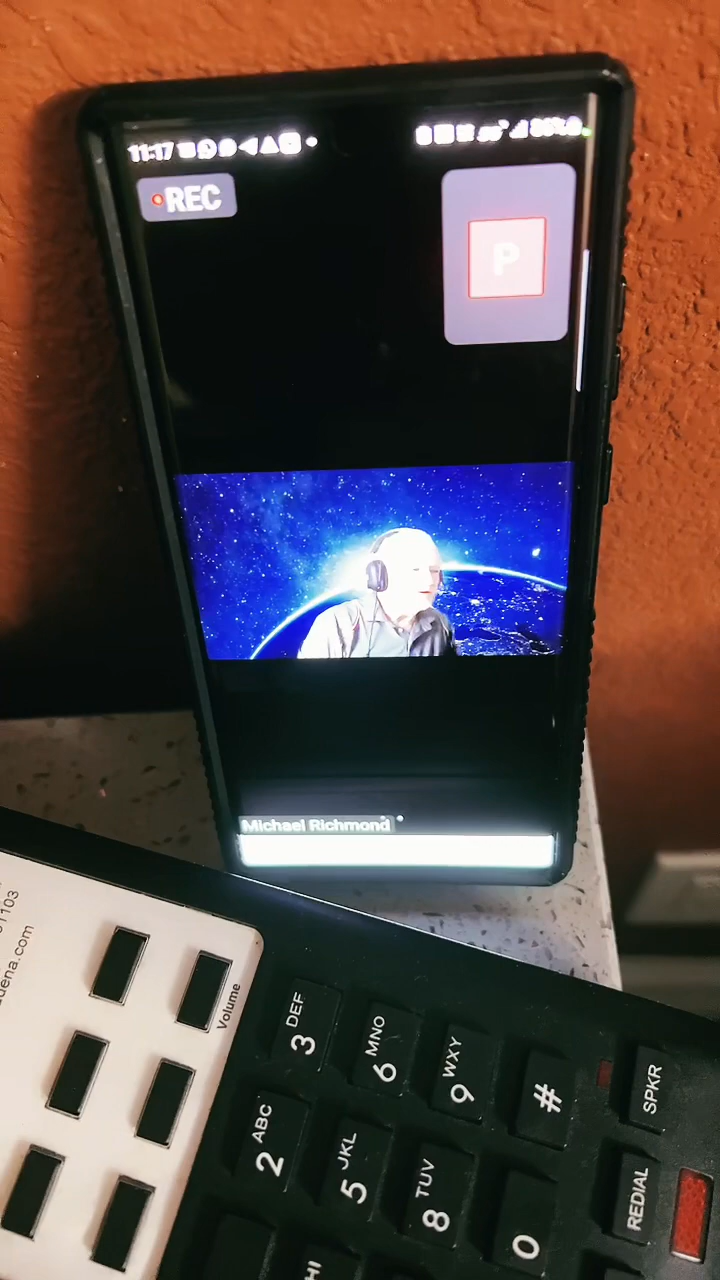 11:17
REC
P
Michael Richmond
Volume
DEF
3
MNO
6
WXY
9
#
SPKR
ABC
2
JKL
5
TUV
8
0
REDIAL